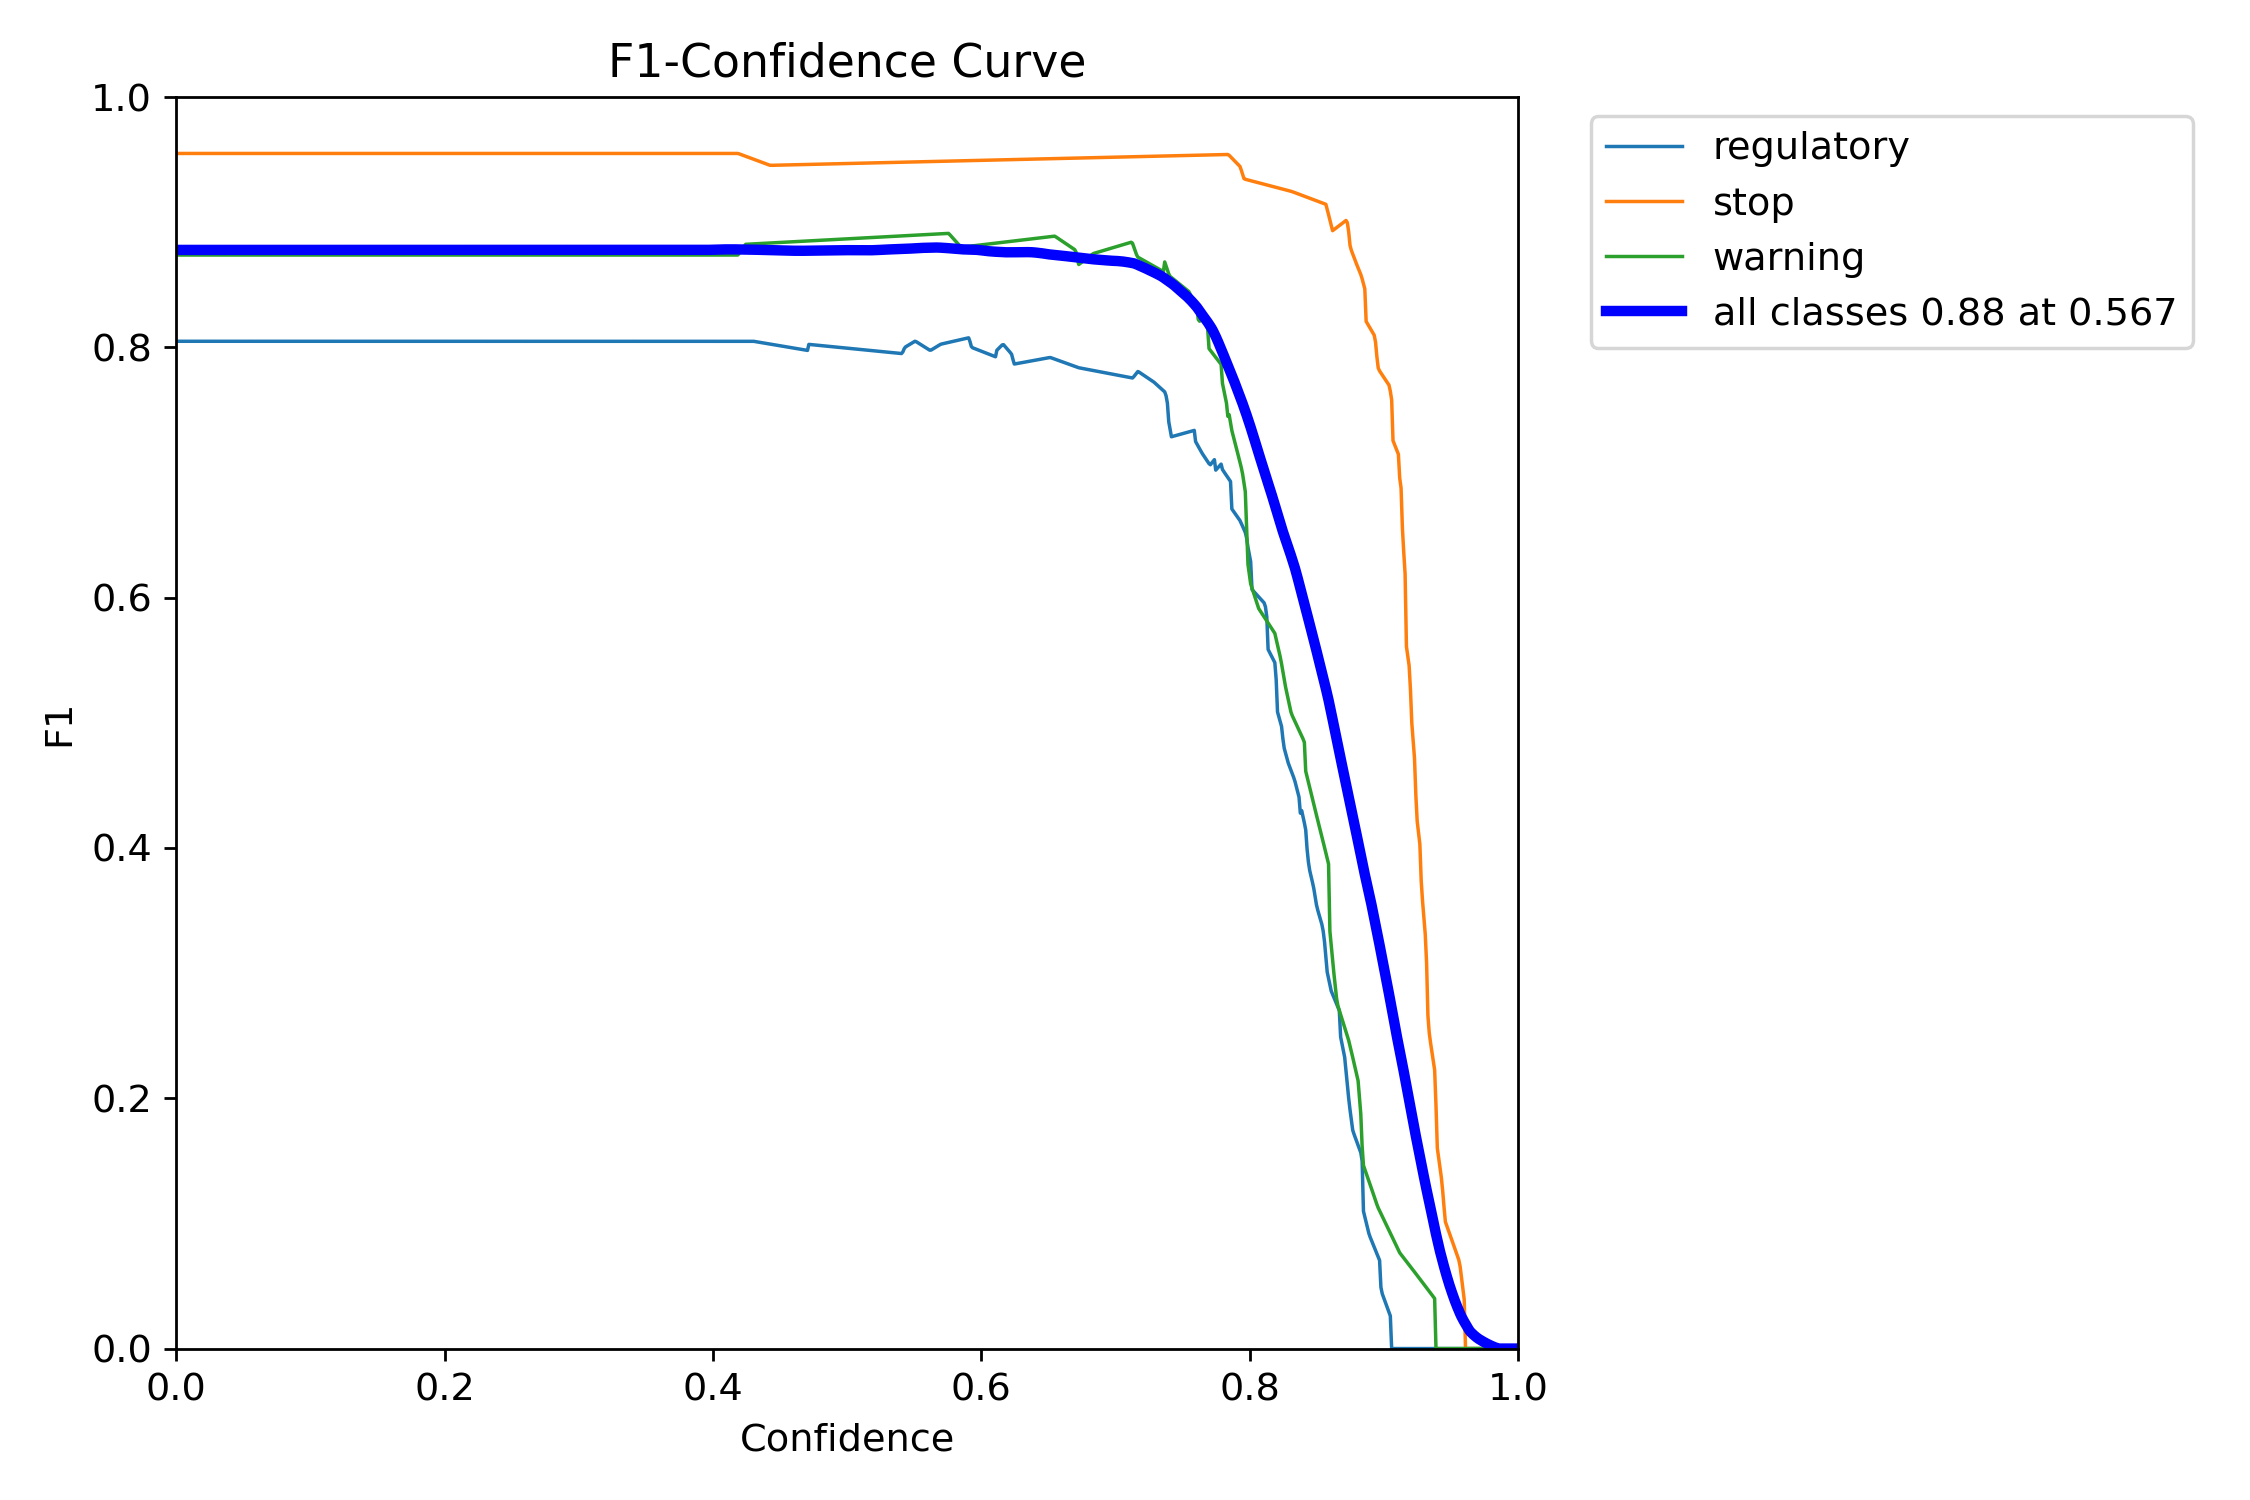 F1-Confidence Curve
1.0
0.8
0.6
0.4
0.2
0.0
F1
0.0 0.2 0.4 0.6 0.8 1.0
Confidence
regulatory
stop
warning
all classes 0.88 at 0.567